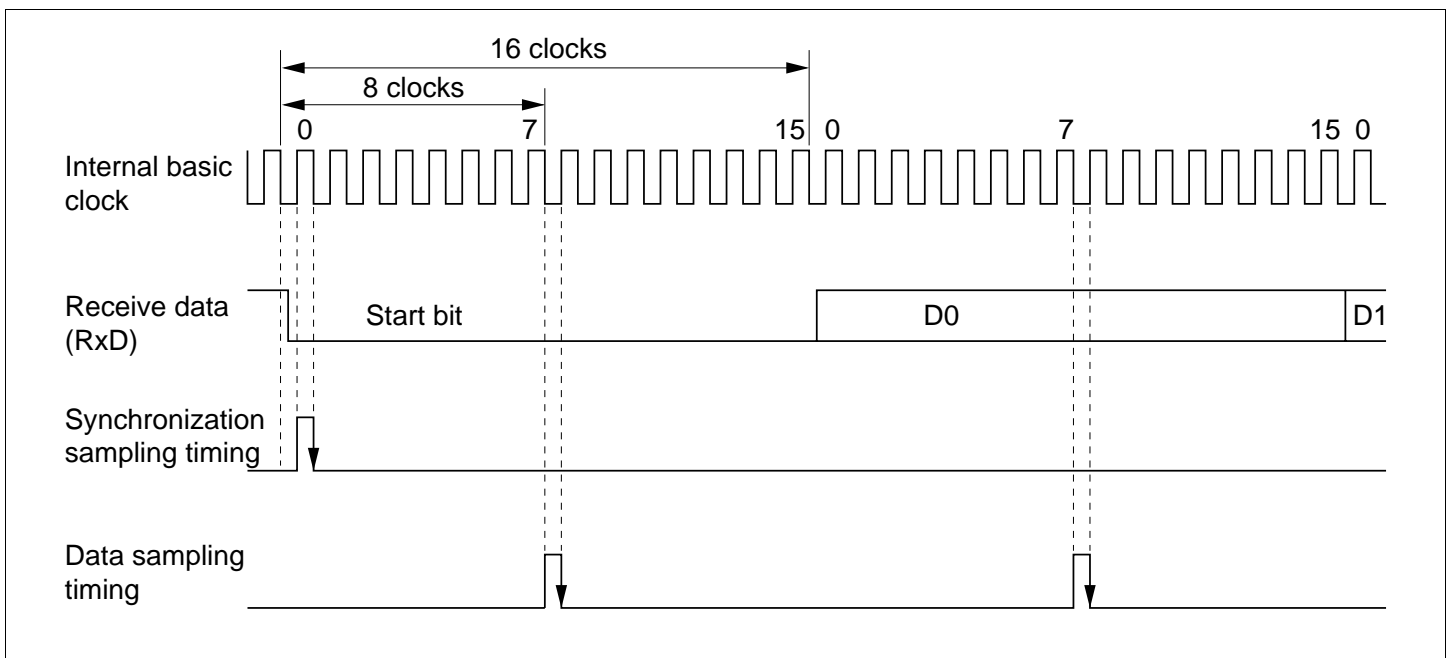 16 clocks
8 clocks
0 7 15 0 7 15 0
Internal basic
clock
Receive data
(RxD)
Start bit D0 D1
Synchronization
sampling timing
Data sampling
timing